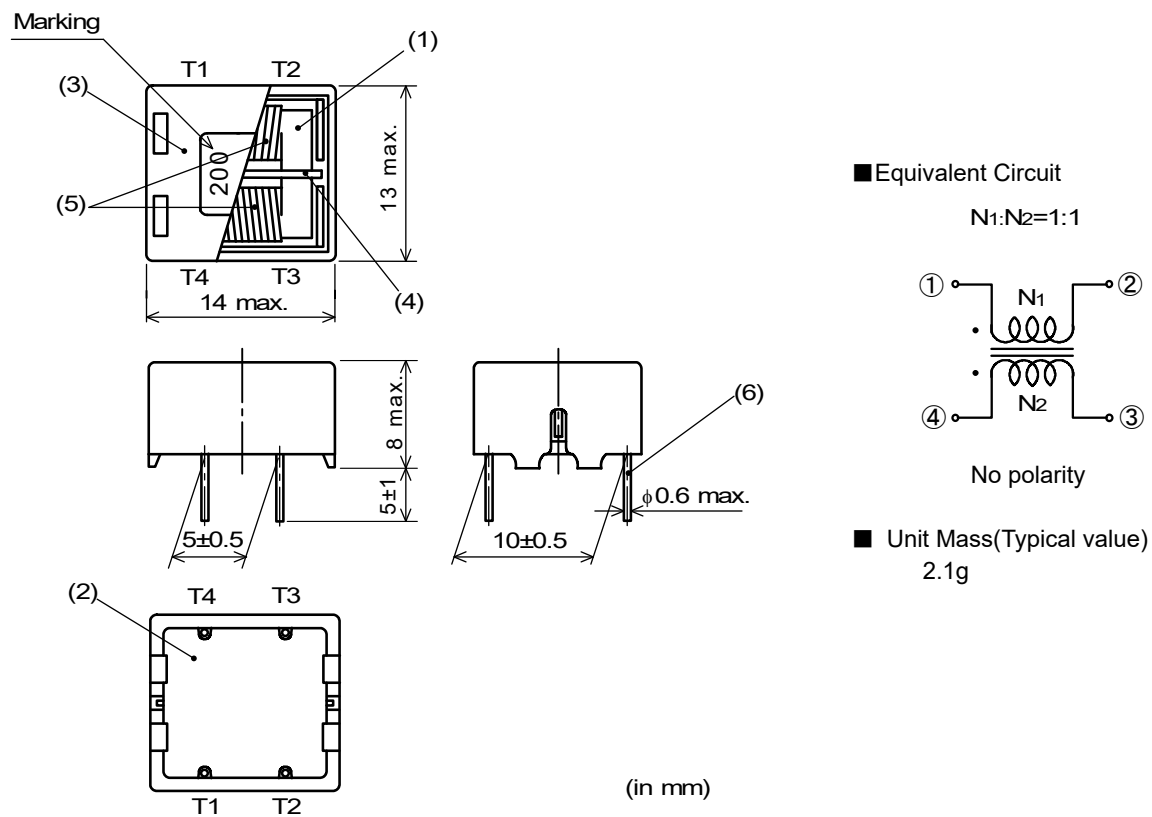 Marking
(1)
T1 T2
(3)
200
13 max.
(5)
T4 T3
(4)
14 max.
8 max.
5±1
(6)
ϕ0.6 max.
5±0.5
10±0.5
(2)
T4 T3
T1 T2
(in mm)
■Equivalent Circuit
N1:N2=1:1
① N1 ②
④ N2 ③
No polarity
■ Unit Mass(Typical value)
2.1g